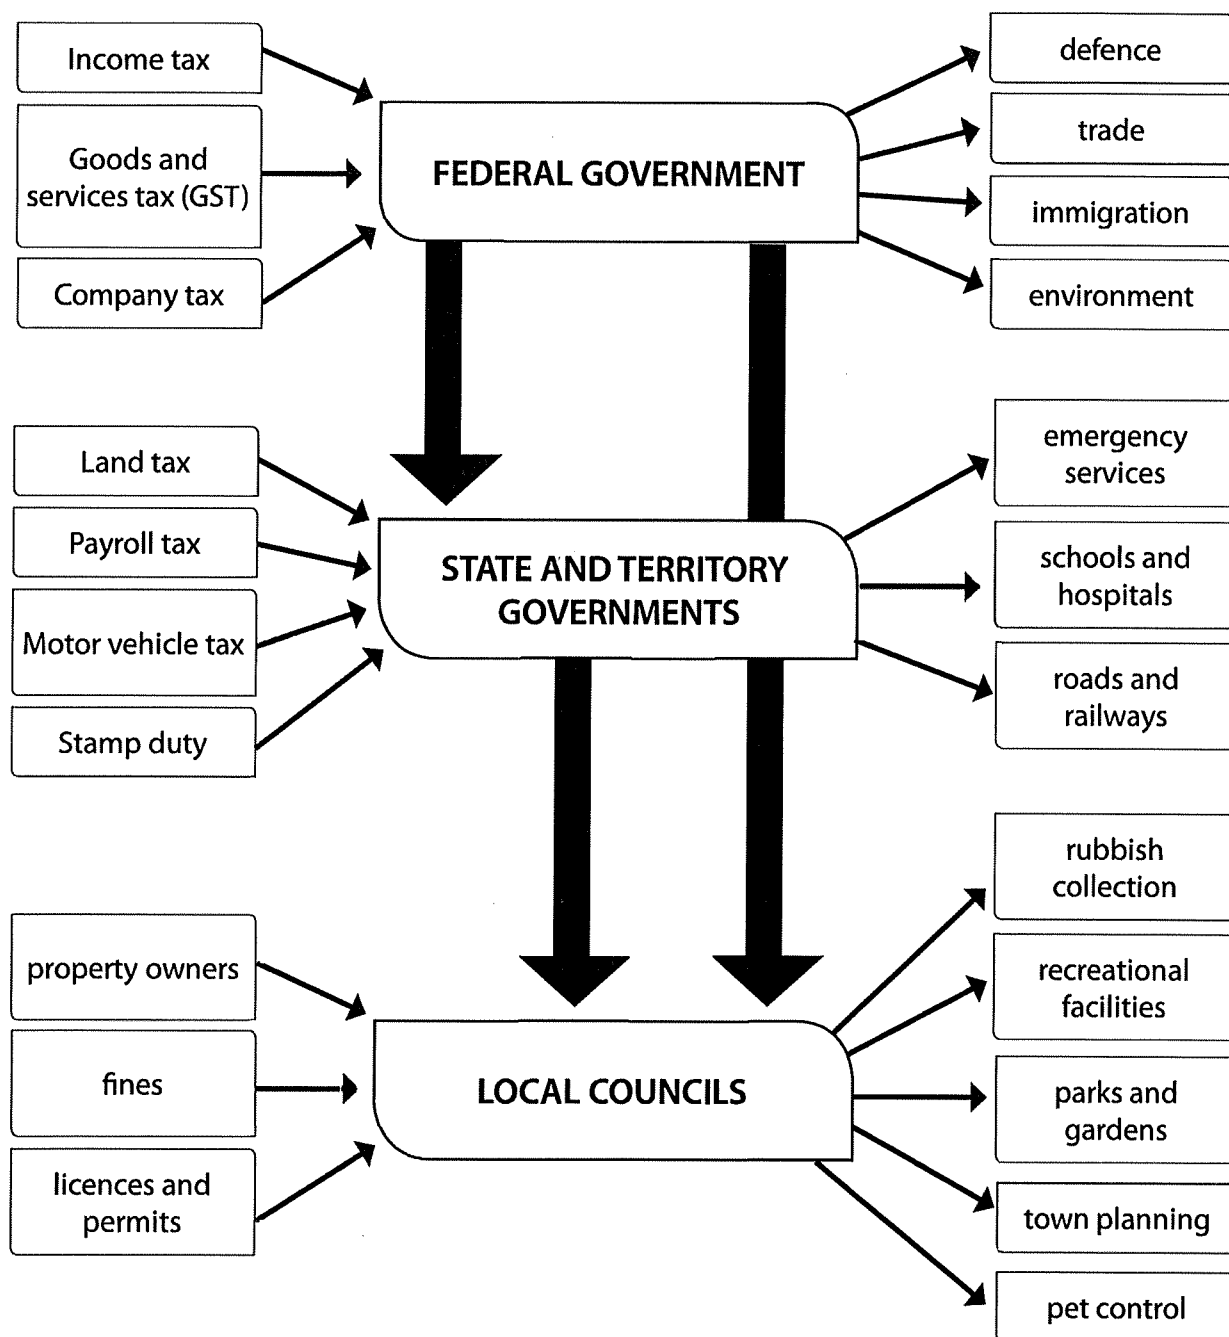 Income tax
Goods and
services tax (GST)
Company tax
FEDERAL GOVERNMENT
defence
trade
immigration
environment
Land tax
Payroll tax
Motor vehicle tax
Stamp duty
STATE AND TERRITORY
GOVERNMENTS
emergency
services
schools and
hospitals
roads and
railways
property owners
fines
licences and
permits
LOCAL COUNCILS
rubbish
collection
recreational
facilities
parks and
gardens
town planning
pet control